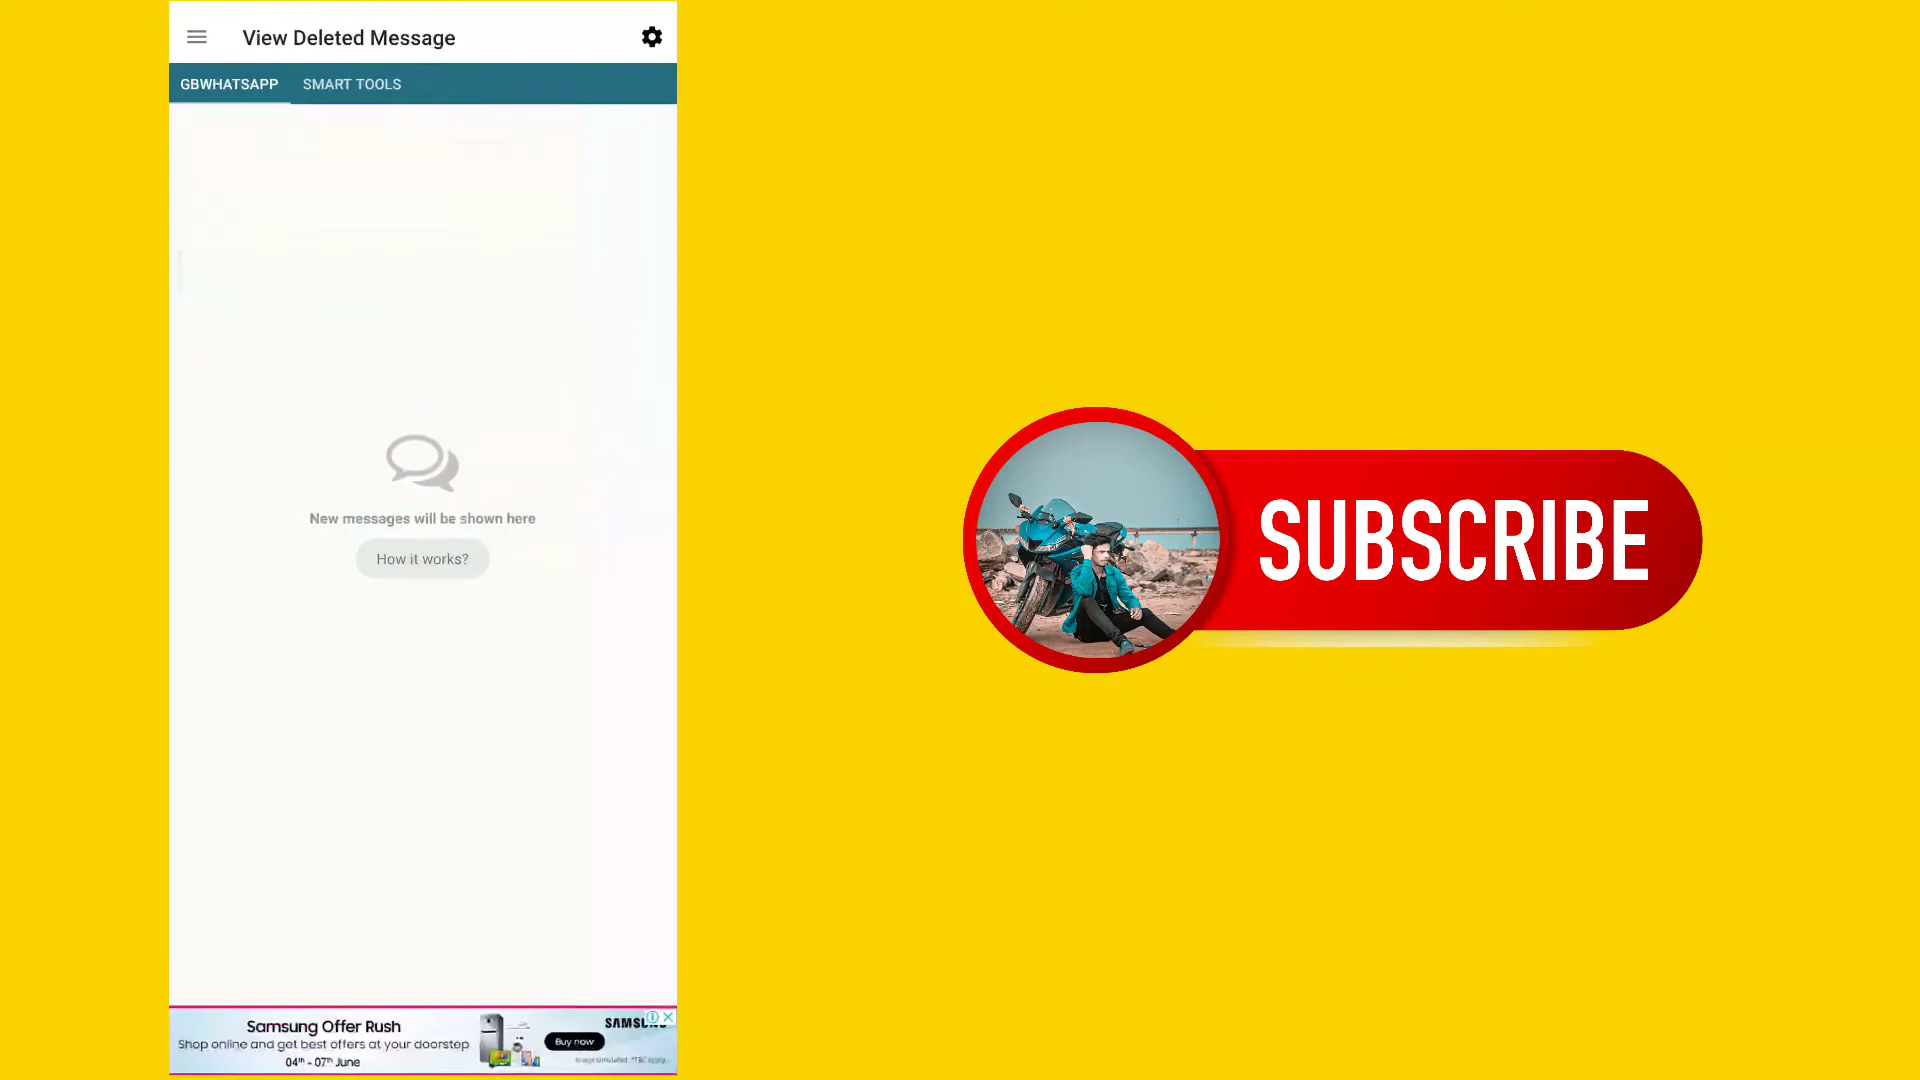 View Deleted Message
GBWHATSAPP SMART TOOLS
New messages will be shown here
How it works?
Samsung Offer Rush
Shop online and get best offers at your doorstep
04th - 07th June
Buy now
SUBSCRIBE